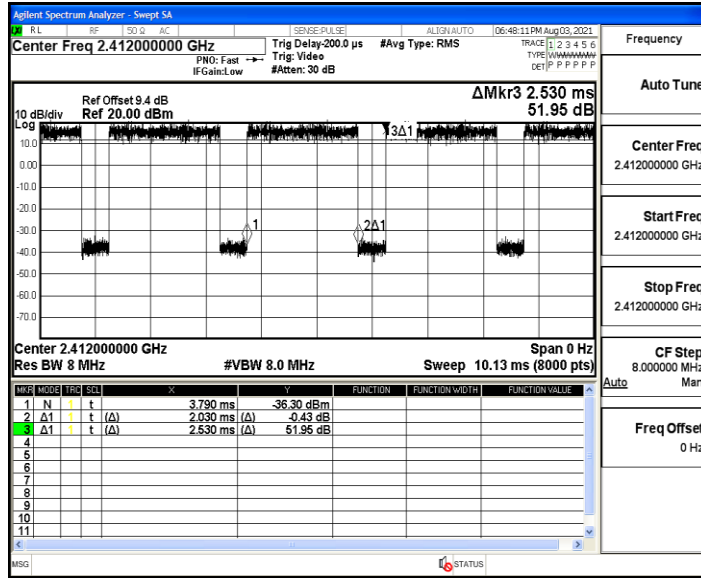 Agilent Spectrum Analyzer - Swept SA
RL RF 50 Ω AC SENSE:PULSE ALIGNAUTO 06:48:11 PM Aug 03, 2021
Center Freq 2.412000000 GHz
PNO: Fast
IFGain:Low
Trig Delay-200.0 µs
Trig: Video
#Atten: 30 dB
#Avg Type: RMS
TRACE 1 2 3 4 5 6
TYPE
DET P P P P P P
Frequency
ΔMkr3 2.530 ms
51.95 dB
Ref Offset 9.4 dB
10 dB/div Ref 20.00 dBm
Log
10.0
0.00
-10.0
-20.0
-30.0
-40.0
-50.0
-60.0
-70.0
3Δ1
1
2Δ1
Center 2.412000000 GHz Span 0 Hz
Res BW 8 MHz #VBW 8.0 MHz Sweep 10.13 ms (8000 pts)
MKR MODE TRC SCL X Y FUNCTION FUNCTION WIDTH FUNCTION VALUE
1 N 1 t 3.790 ms -36.30 dBm
2 Δ1 1 t (Δ) 2.030 ms (Δ) -0.43 dB
3 Δ1 1 t (Δ) 2.530 ms (Δ) 51.95 dB
4
5
6
7
8
9
10
11
MSG STATUS
Auto Tune
Center Freq
2.412000000 GHz
Start Freq
2.412000000 GHz
Stop Freq
2.412000000 GHz
CF Step
8.000000 MHz
Auto Man
Freq Offset
0 Hz